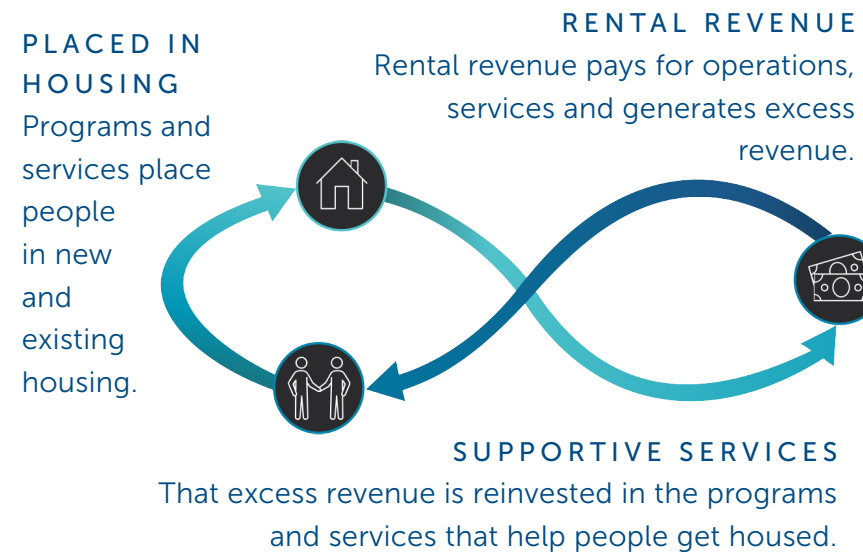 PLACED IN
HOUSING
Programs and
services place
people
in new
and
existing
housing.
RENTAL REVENUE
Rental revenue pays for operations,
services and generates excess
revenue.
SUPPORTIVE SERVICES
That excess revenue is reinvested in the programs
and services that help people get housed.